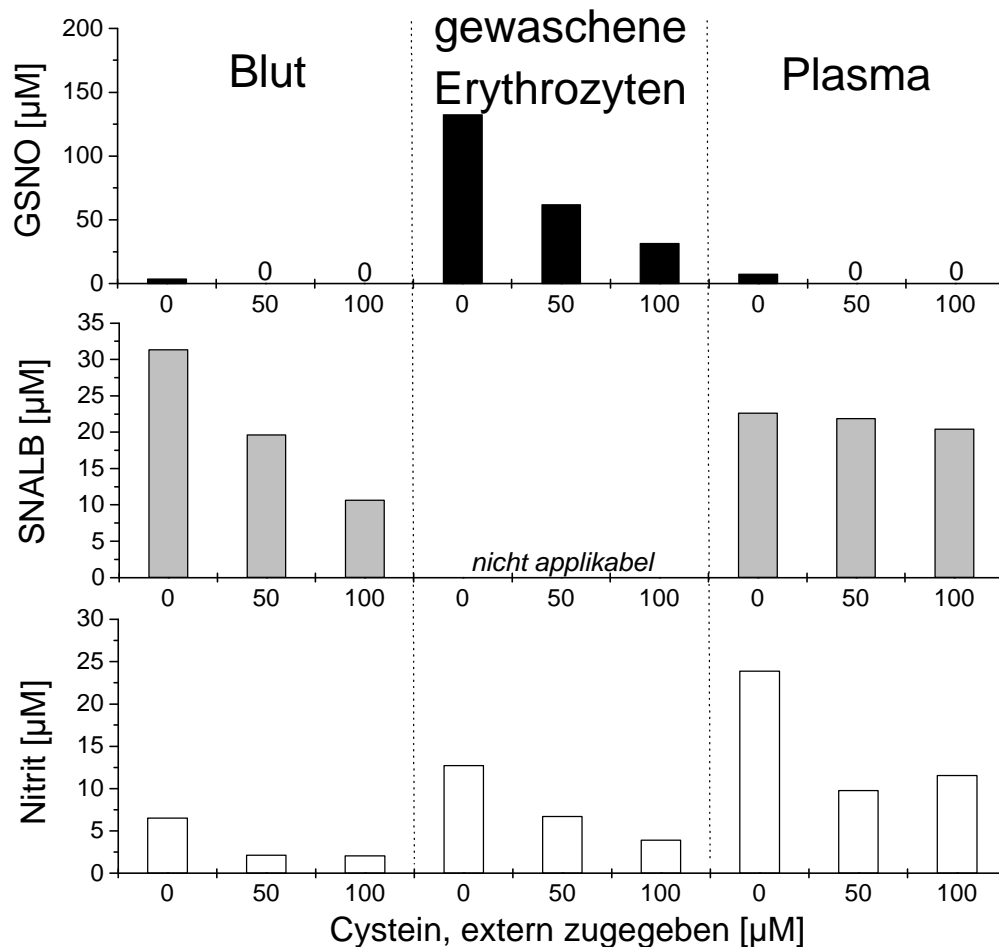 Blut
gewaschene
Erythrozyten
Plasma
GSNO [µM]
200
150
100
50
0
0 0
0 0
0 50 100 0 50 100 0 50 100
SNALB [µM]
35
30
25
20
15
10
5
0
nicht applikabel
0 50 100 0 50 100 0 50 100
Nitrit [µM]
30
25
20
15
10
5
0
0 50 100 0 50 100 0 50 100
Cystein, extern zugegeben [µM]